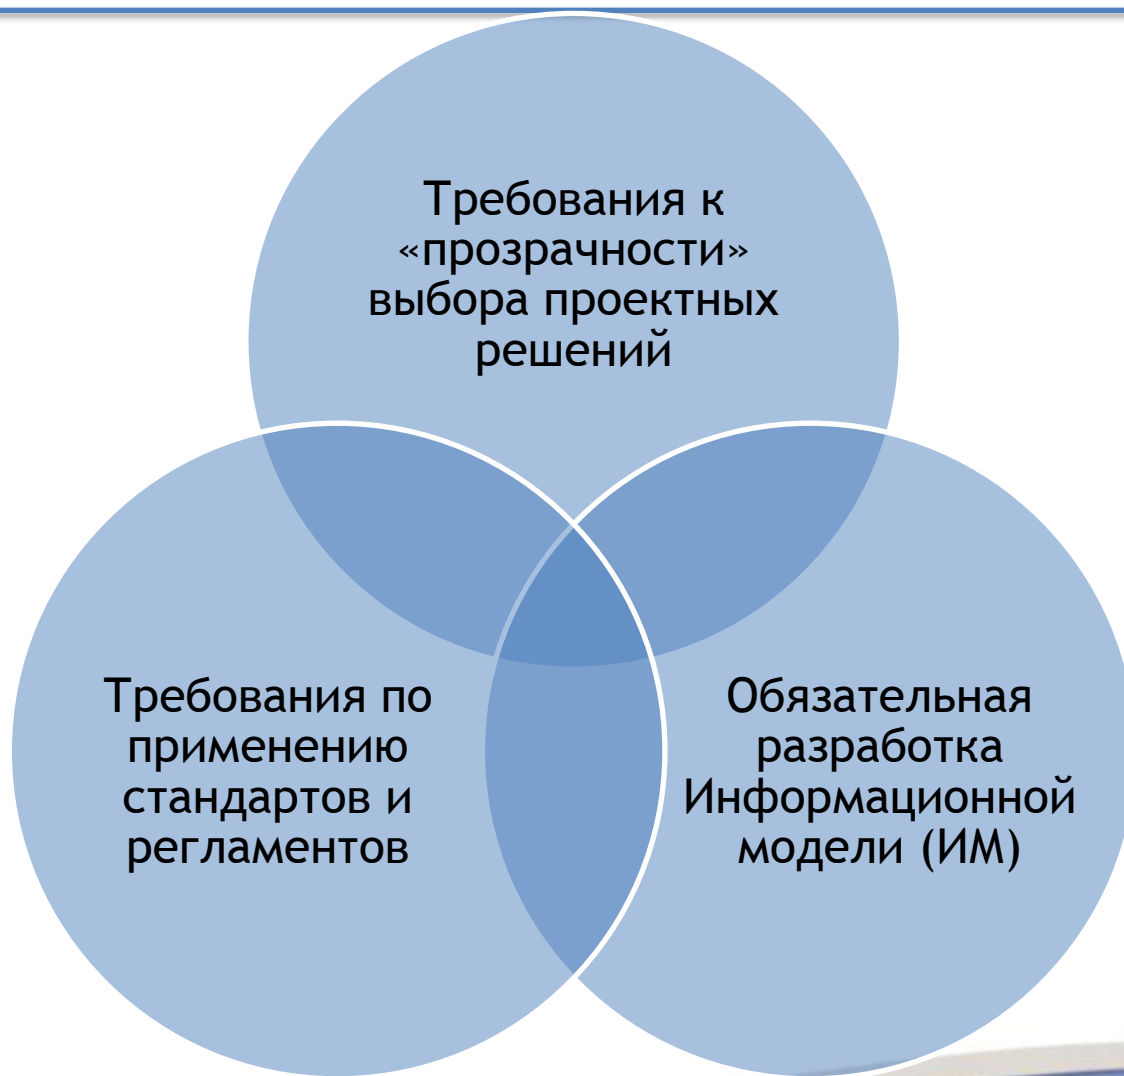 Требования к
«прозрачности»
выбора проектных
решений
Требования по
применению
стандартов и
регламентов
Обязательная
разработка
Информационной
модели (ИМ)